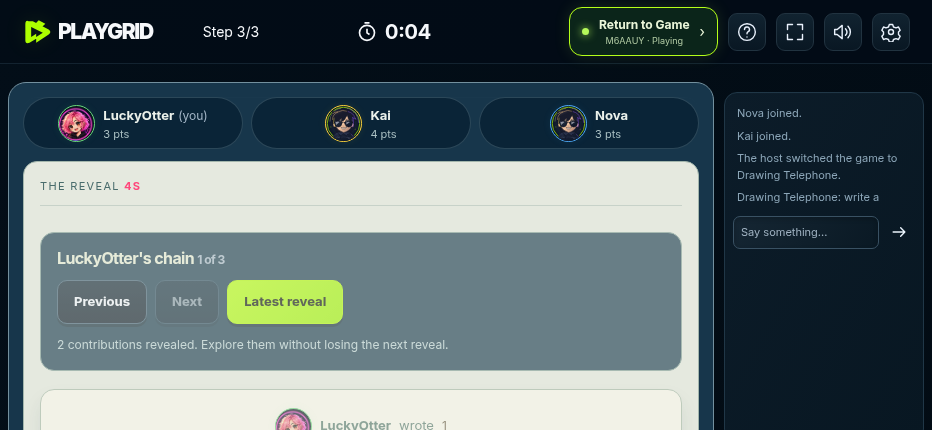 PLAYGRID
Step 3/3
0:04
Return to Game
M6AAUY · Playing
LuckyOtter (you)
3 pts
Kai
4 pts
Nova
3 pts
THE REVEAL 4S
LuckyOtter's chain 1 of 3
Previous
Next
Latest reveal
2 contributions revealed. Explore them without losing the next reveal.
LuckyOtter wrote 1
Nova joined.
Kai joined.
The host switched the game to
Drawing Telephone.
Drawing Telephone: write a
Say something...